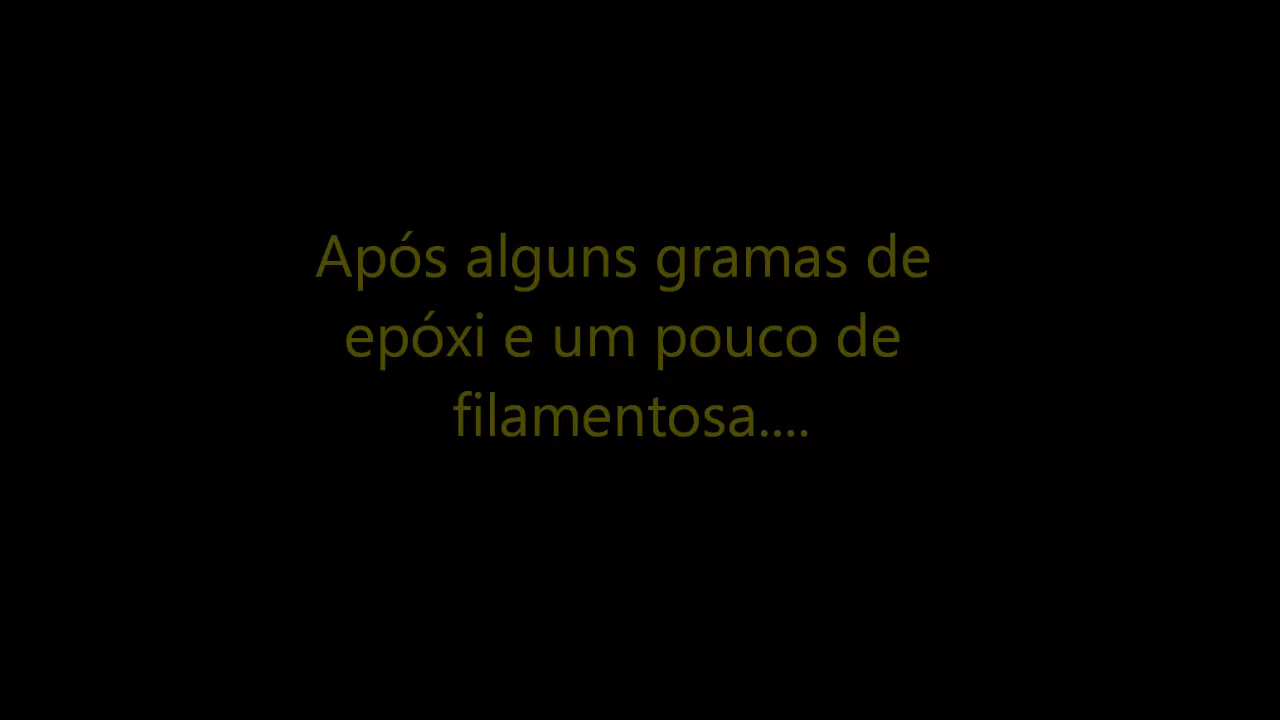 Após alguns gramas de
epóxi e um pouco de
filamentosa....